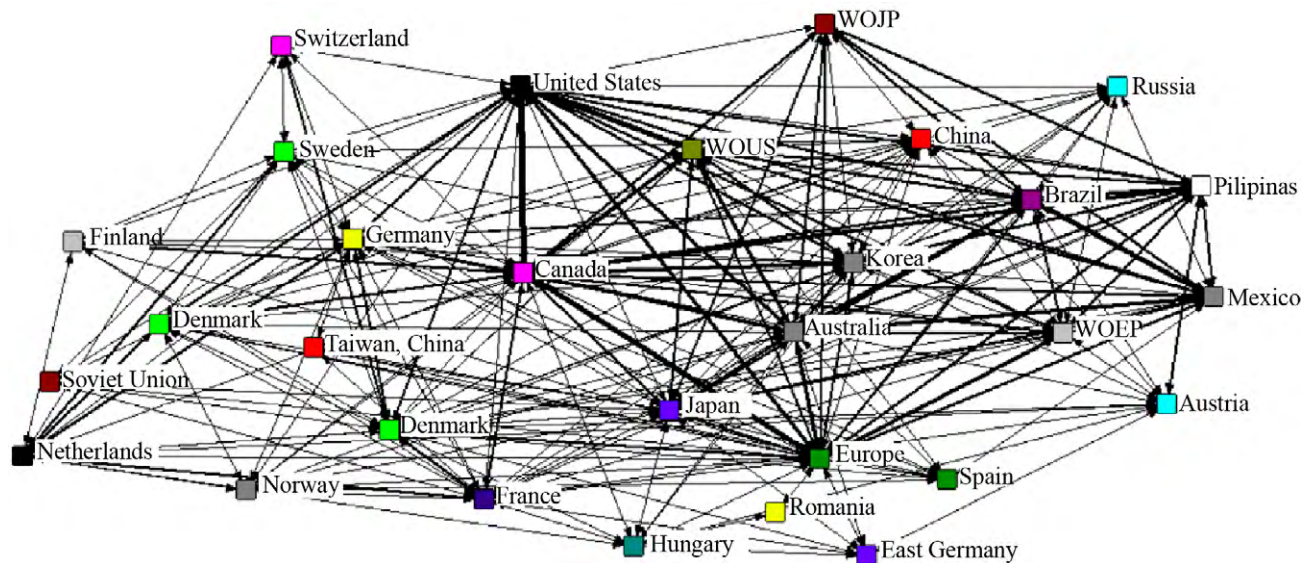 WOJP
Switzerland
United States
Russia
China
WOUS
Sweden
Pilipinas
Brazil
Finland
Germany
Korea
Canada
Mexico
Denmark
Australia
WOEP
Taiwan, China
Soviet Union
Japan
Austria
Denmark
Netherlands
Europe
Spain
Norway
France
Romania
Hungary
East Germany